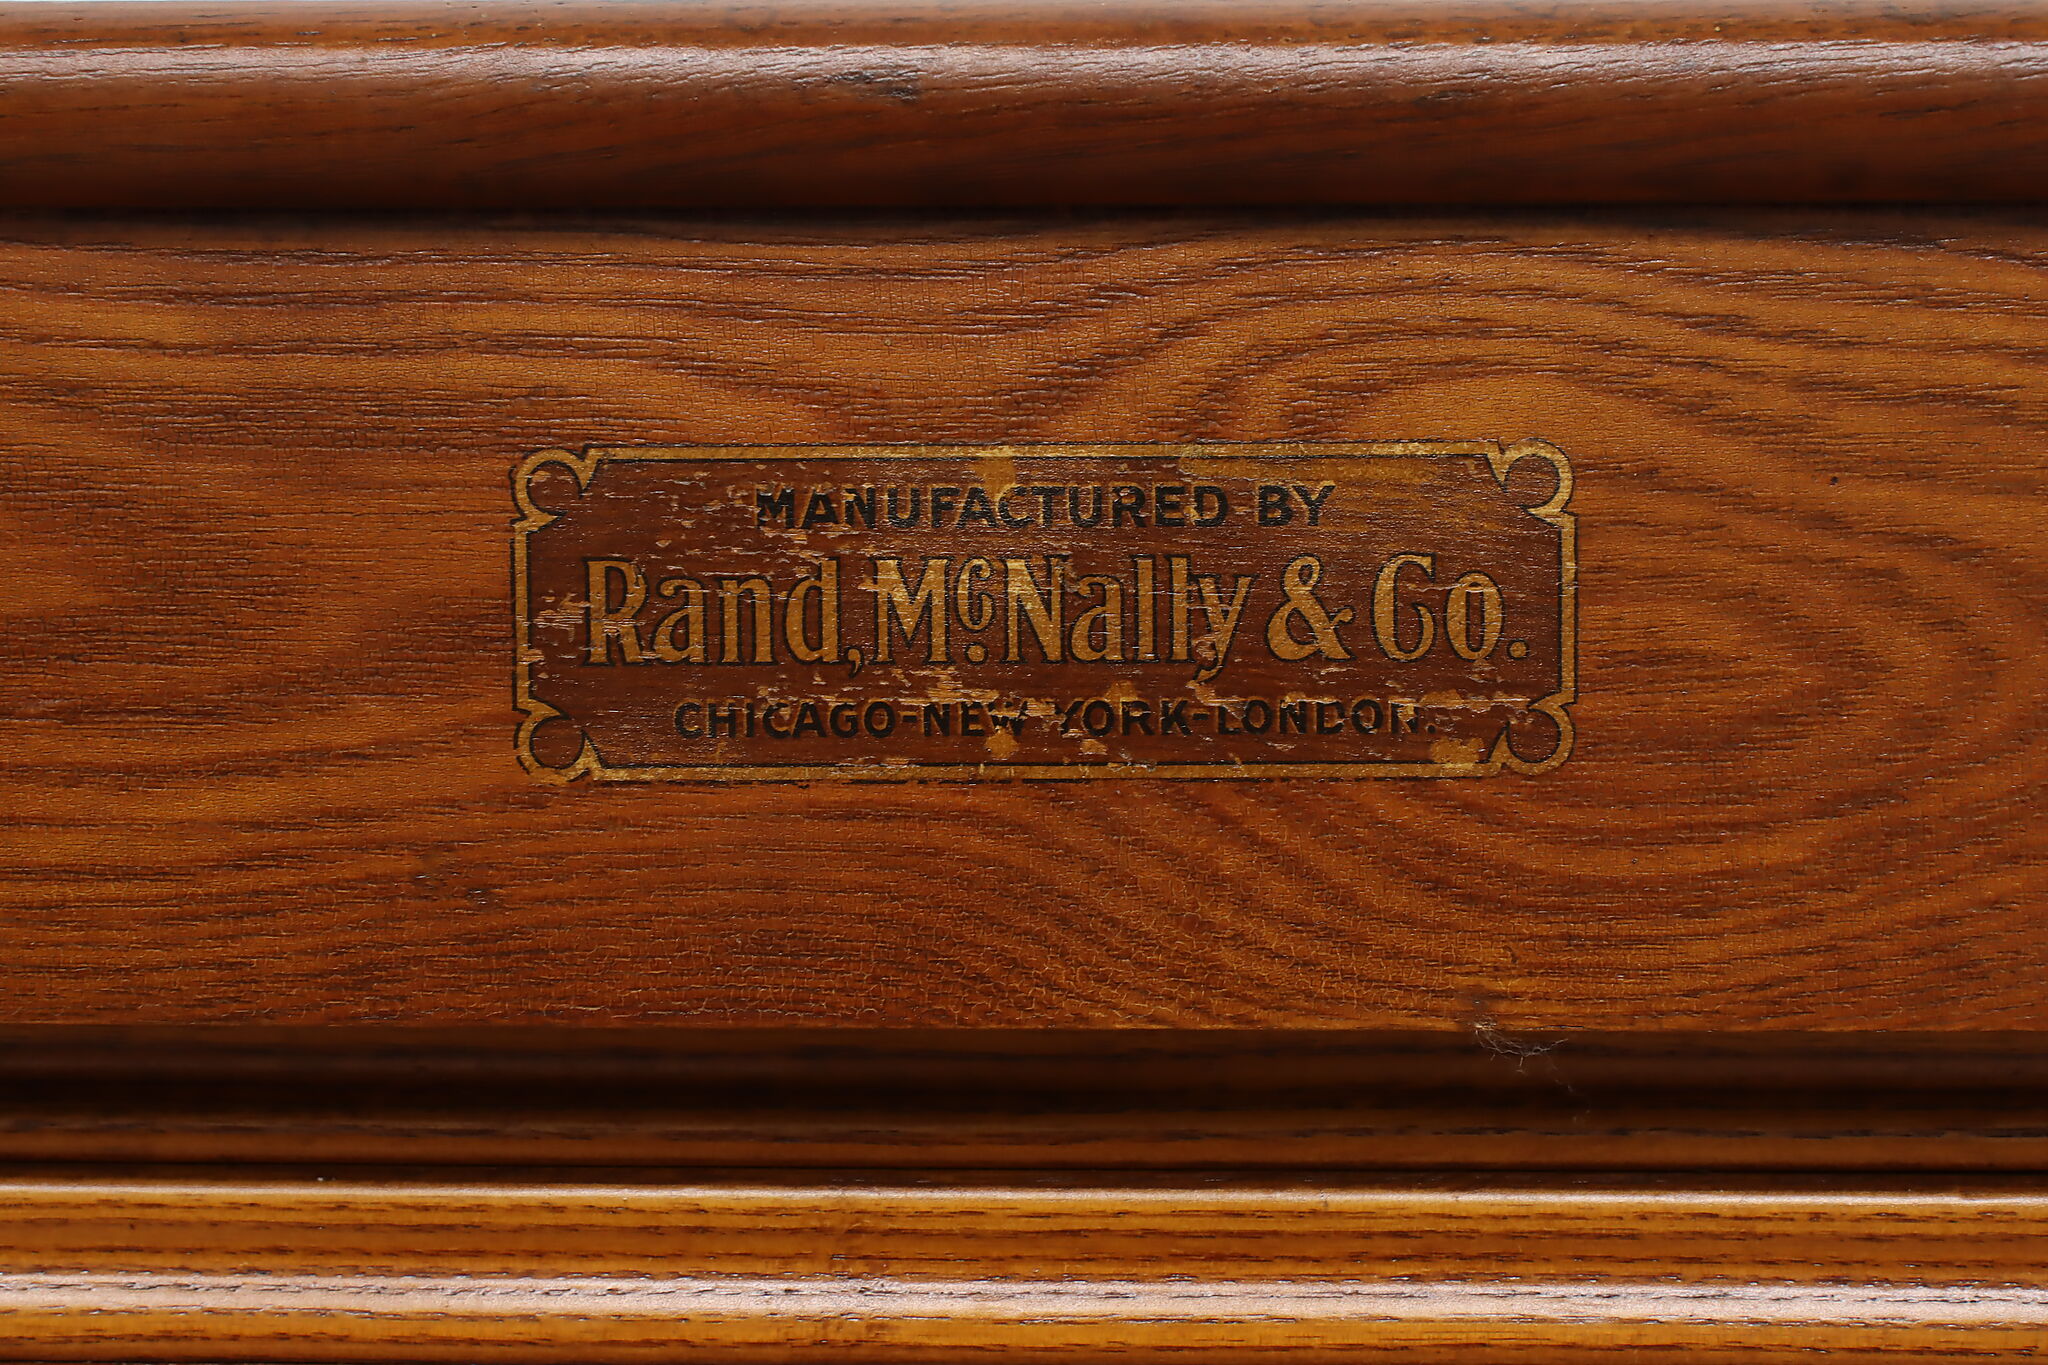 MANUFACTURED BY
Rand, McNally & Co.
CHICAGO-NEW YORK-LONDON.